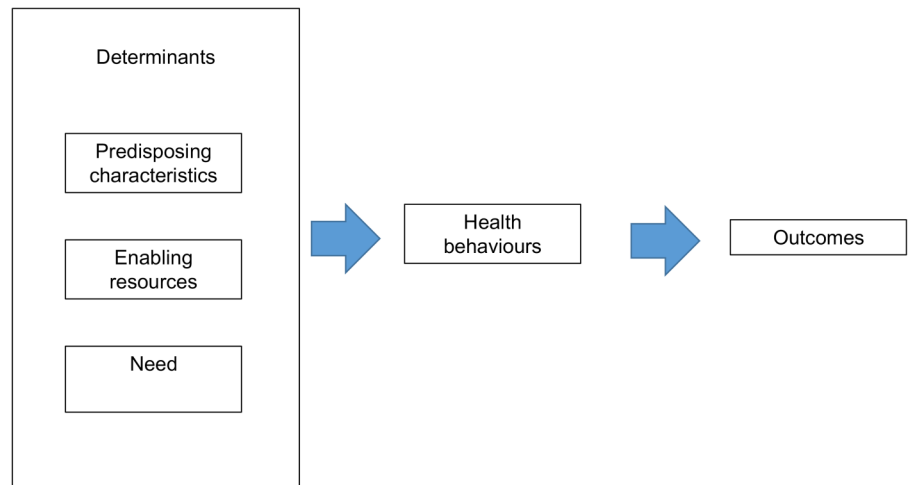 Determinants
Predisposing
characteristics
Enabling
resources
Need
Health
behaviours
Outcomes